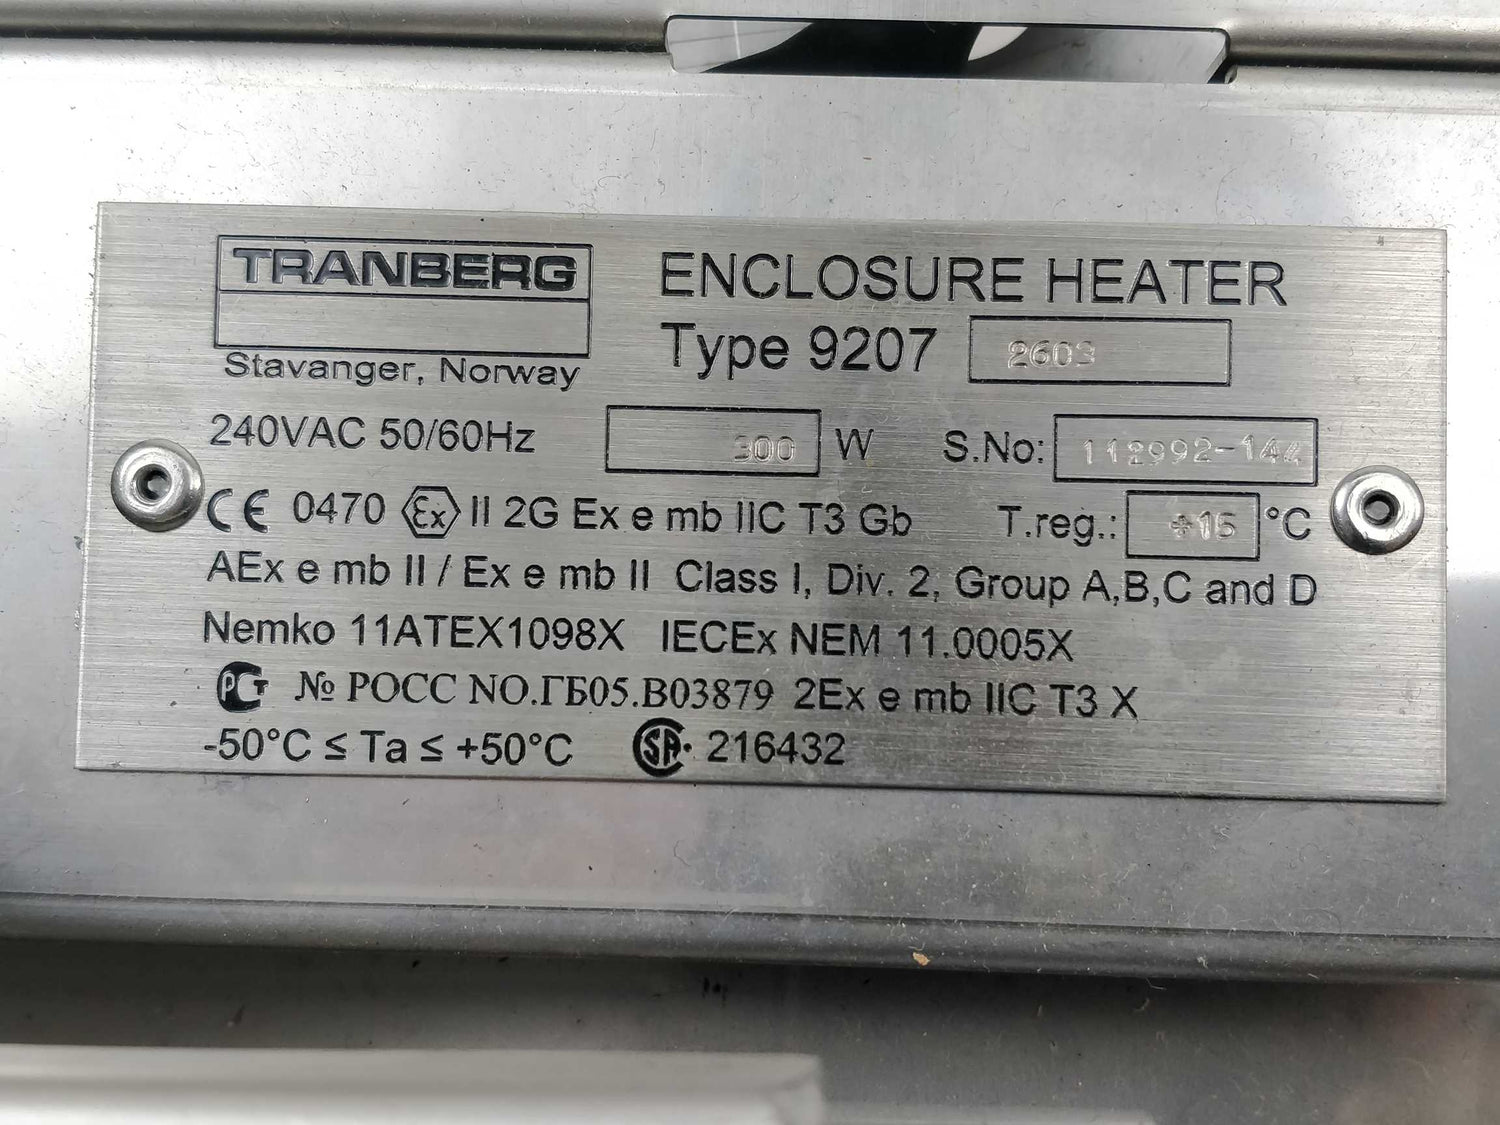 TRANBERG
Stavanger, Norway
ENCLOSURE HEATER
Type 9207 2603
240VAC 50/60Hz 300 W S.No: 112992-144
CE 0470 Ex II 2G Ex e mb IIC T3 Gb T.reg.: +15 °C
AEx e mb II / Ex e mb II Class I, Div. 2, Group A,B,C and D
Nemko 11ATEX1098X IECEx NEM 11.0005X
РСТ № РОСС NO.ГБ05.В03879 2Ex e mb IIC T3 X
-50°C ≤ Ta ≤ +50°C SA 216432